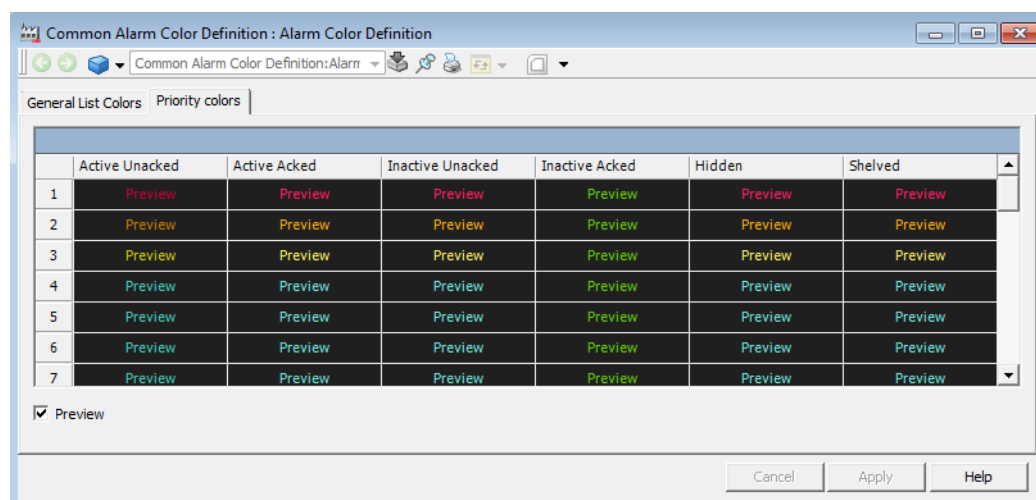 Common Alarm Color Definition : Alarm Color Definition
Common Alarm Color Definition:Alarm
General List Colors Priority colors
Active Unacked Active Acked Inactive Unacked Inactive Acked Hidden Shelved
1 Preview Preview Preview Preview Preview Preview
2 Preview Preview Preview Preview Preview Preview
3 Preview Preview Preview Preview Preview Preview
4 Preview Preview Preview Preview Preview Preview
5 Preview Preview Preview Preview Preview Preview
6 Preview Preview Preview Preview Preview Preview
7 Preview Preview Preview Preview Preview Preview
Preview
Cancel Apply Help